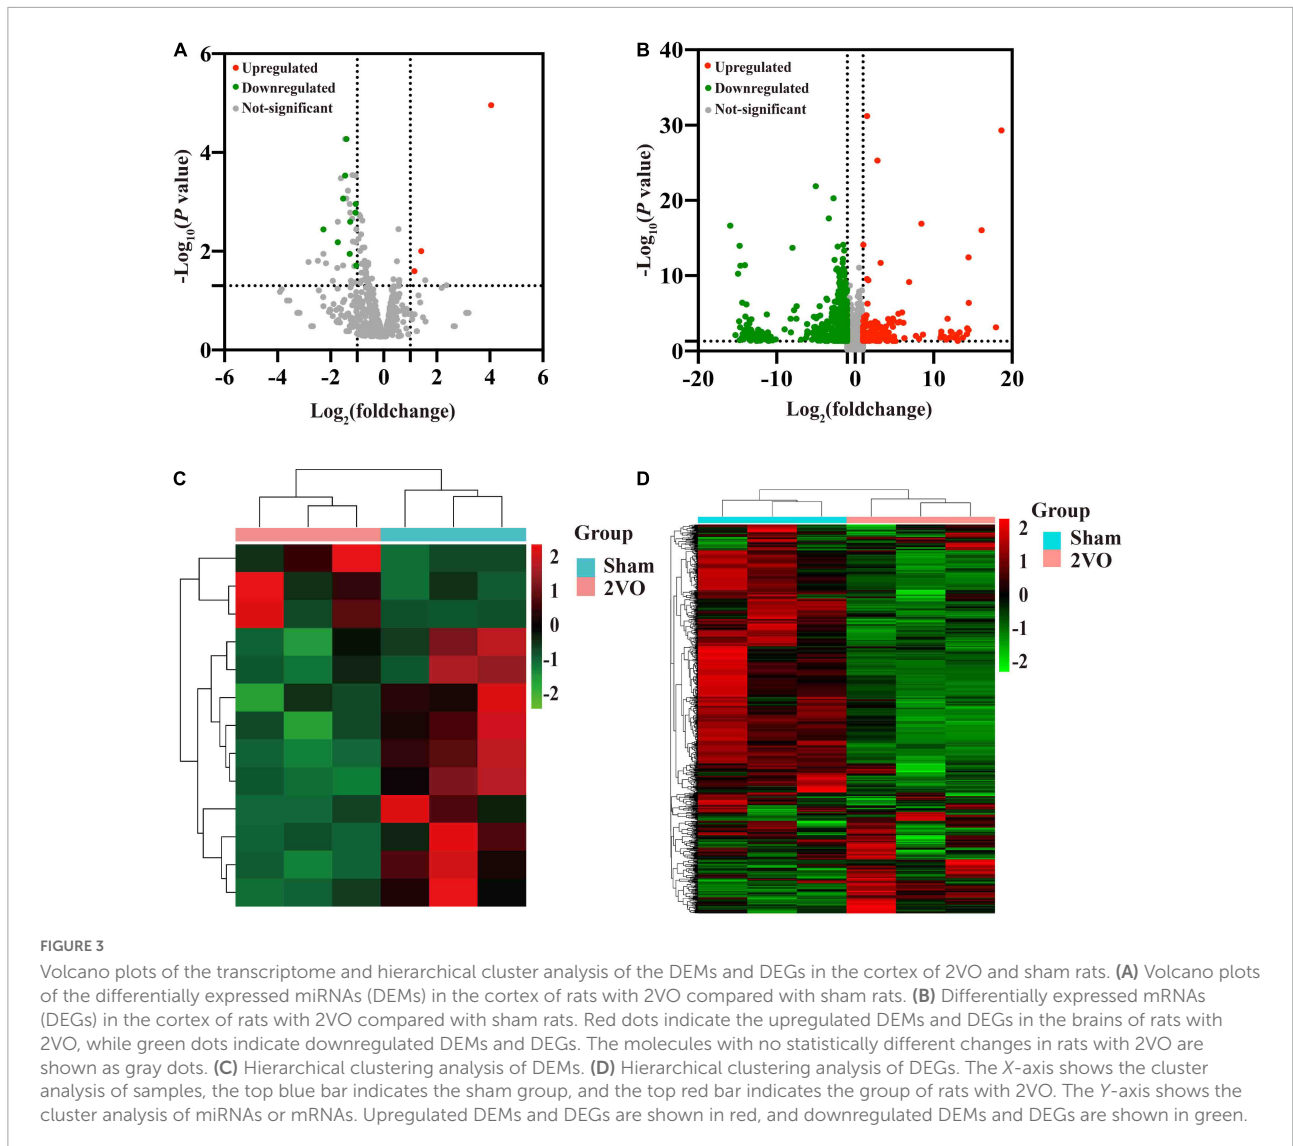 A
6
4
2
0
-6
-4
-2
0
2
4
6
Upregulated
Downregulated
Not-significant
-Log10(P value)
Log2(foldchange)
B
40
30
20
10
0
-20
-10
0
10
20
Upregulated
Downregulated
Not-significant
-Log10(P value)
Log2(foldchange)
C
Group
Sham
2VO
2
1
0
-1
-2
D
Group
Sham
2VO
2
1
0
-1
-2
FIGURE 3
Volcano plots of the transcriptome and hierarchical cluster analysis of the DEMs and DEGs in the cortex of 2VO and sham rats. (A) Volcano plots
of the differentially expressed miRNAs (DEMs) in the cortex of rats with 2VO compared with sham rats. (B) Differentially expressed mRNAs
(DEGs) in the cortex of rats with 2VO compared with sham rats. Red dots indicate the upregulated DEMs and DEGs in the brains of rats with
2VO, while green dots indicate downregulated DEMs and DEGs. The molecules with no statistically different changes in rats with 2VO are
shown as gray dots. (C) Hierarchical clustering analysis of DEMs. (D) Hierarchical clustering analysis of DEGs. The X-axis shows the cluster
analysis of samples, the top blue bar indicates the sham group, and the top red bar indicates the group of rats with 2VO. The Y-axis shows the
cluster analysis of miRNAs or mRNAs. Upregulated DEMs and DEGs are shown in red, and downregulated DEMs and DEGs are shown in green.